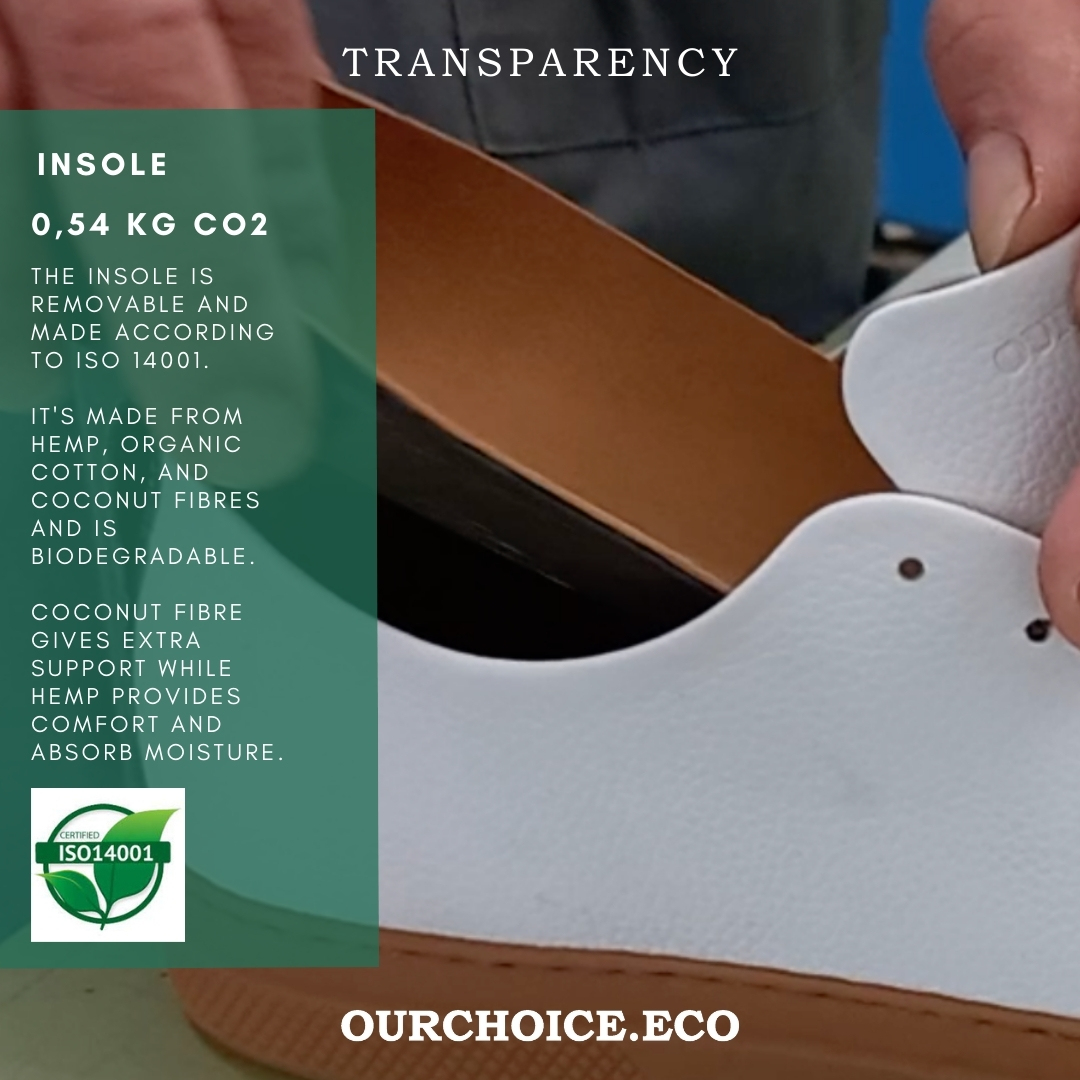 TRANSPARENCY
INSOLE
0,54 KG CO2
THE INSOLE IS
REMOVABLE AND
MADE ACCORDING
TO ISO 14001.
IT'S MADE FROM
HEMP, ORGANIC
COTTON, AND
COCONUT FIBRES
AND IS
BIODEGRADABLE.
COCONUT FIBRE
GIVES EXTRA
SUPPORT WHILE
HEMP PROVIDES
COMFORT AND
ABSORB MOISTURE.
CERTIFIED
ISO14001
OURCHOICE.ECO